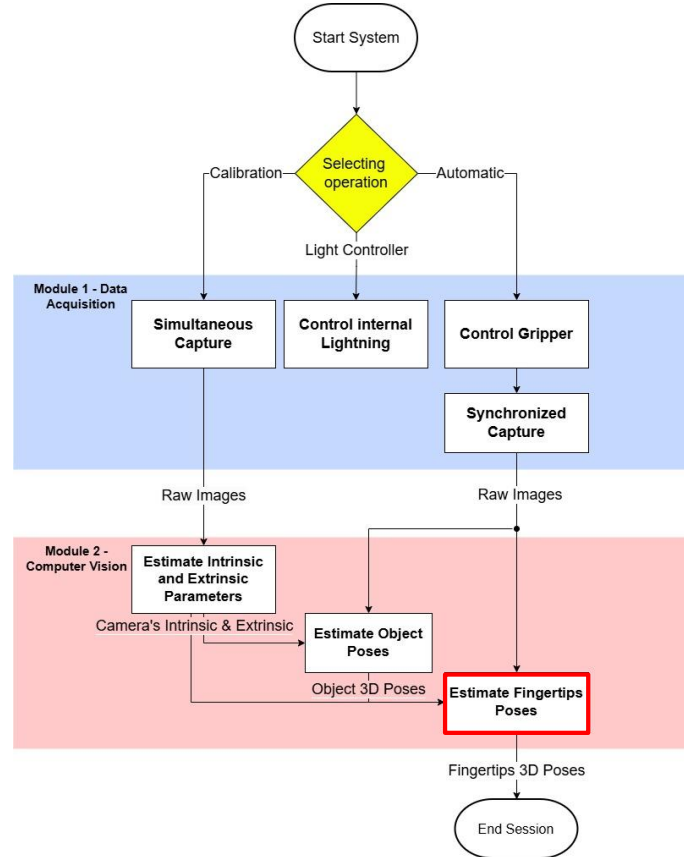 Start System
Selecting
operation
Calibration
Automatic
Light Controller
Module 1 - Data
Acquisition
Simultaneous
Capture
Control internal
Lightning
Control Gripper
Synchronized
Capture
Raw Images
Raw Images
Module 2 -
Computer Vision
Estimate Intrinsic
and Extrinsic
Parameters
Camera's Intrinsic & Extrinsic
Estimate Object
Poses
Object 3D Poses
Estimate Fingertips
Poses
Fingertips 3D Poses
End Session